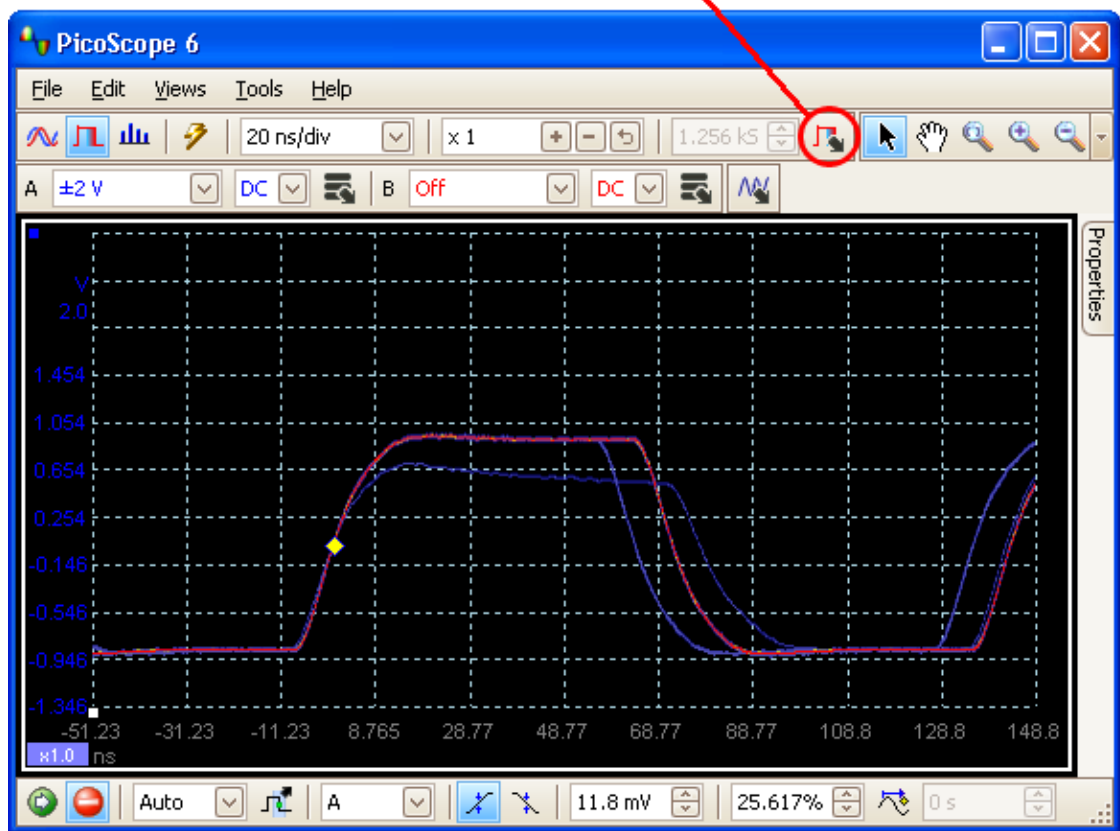 PicoScope 6
File Edit Views Tools Help
20 ns/div x 1 1.256 kS
A ±2 V DC B Off DC
Properties
V
2.0
1.454
1.054
0.654
0.254
-0.146
-0.546
-0.946
-1.346
-51.23 -31.23 -11.23 8.765 28.77 48.77 68.77 88.77 108.8 128.8 148.8
x1.0 ns
Auto A 11.8 mV 25.617% 0 s